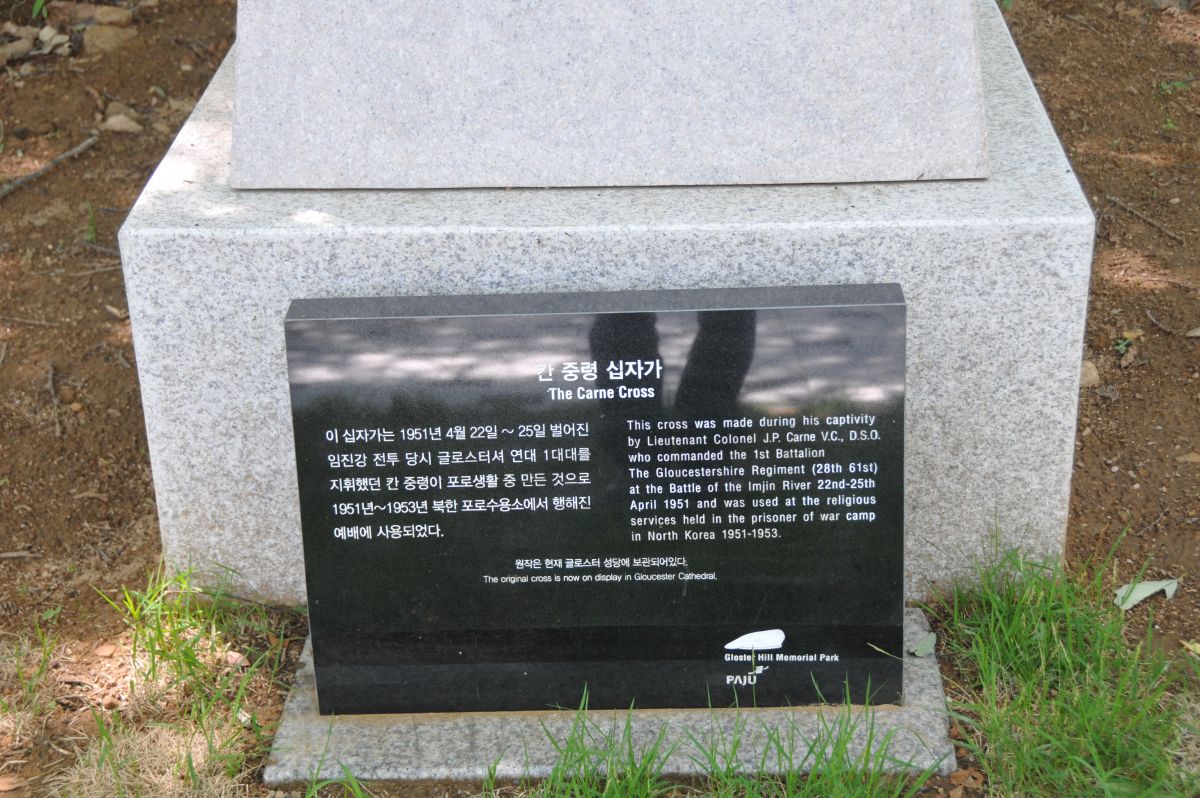 칸 중령 십자가
The Carne Cross
이 십자가는 1951년 4월 22일 ~ 25일 벌어진
임진강 전투 당시 글로스터셔 연대 1대대를
지휘했던 칸 중령이 포로생활 중 만든 것으로
1951년~1953년 북한 포로수용소에서 행해진
예배에 사용되었다.
This cross was made during his captivity
by Lieutenant Colonel J.P. Carne V.C., D.S.O.
who commanded the 1st Battalion
The Gloucestershire Regiment (28th 61st)
at the Battle of the Imjin River 22nd-25th
April 1951 and was used at the religious
services held in the prisoner of war camp
in North Korea 1951-1953.
원작은 현재 글로스터 성당에 보관되어있다.
The original cross is now on display in Gloucester Cathedral.
Gloster Hill Memorial Park
PAJU